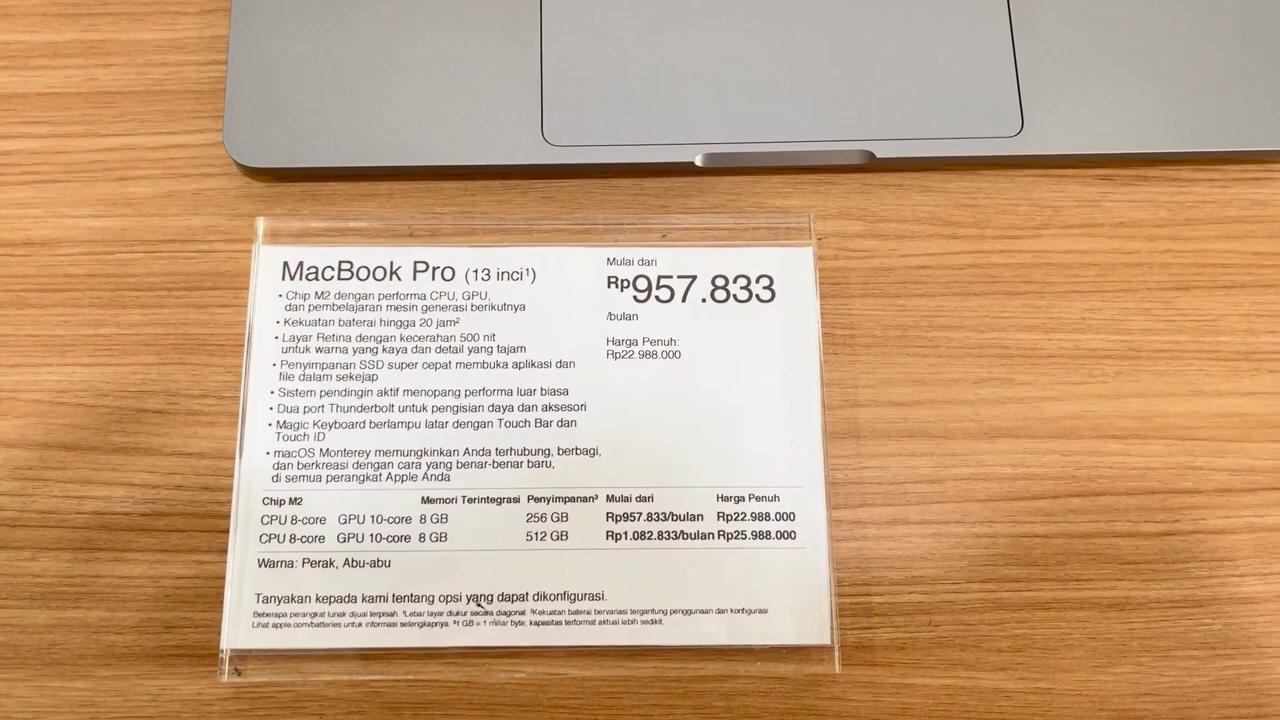 MacBook Pro (13 inci¹)
• Chip M2 dengan performa CPU, GPU,
dan pembelajaran mesin generasi berikutnya
• Kekuatan baterai hingga 20 jam²
• Layar Retina dengan kecerahan 500 nit
untuk warna yang kaya dan detail yang tajam
• Penyimpanan SSD super cepat membuka aplikasi dan
file dalam sekejap
• Sistem pendingin aktif menopang performa luar biasa
• Dua port Thunderbolt untuk pengisian daya dan aksesori
• Magic Keyboard berlampu latar dengan Touch Bar dan
Touch ID
• macOS Monterey memungkinkan Anda terhubung, berbagi,
dan berkreasi dengan cara yang benar-benar baru,
di semua perangkat Apple Anda
Mulai dari
Rp957.833
/bulan
Harga Penuh:
Rp22.988.000
Chip M2 Memori Terintegrasi Penyimpanan³ Mulai dari Harga Penuh
CPU 8-core GPU 10-core 8 GB 256 GB Rp957.833/bulan Rp22.988.000
CPU 8-core GPU 10-core 8 GB 512 GB Rp1.082.833/bulan Rp25.988.000
Warna: Perak, Abu-abu
Tanyakan kepada kami tentang opsi yang dapat dikonfigurasi.
Beberapa perangkat lunak dijual terpisah. ¹Lebar layar diukur secara diagonal. ²Kekuatan baterai bervariasi tergantung penggunaan dan konfigurasi.
Lihat apple.com/batteries untuk informasi selengkapnya. ³1 GB = 1 miliar byte; kapasitas terformat aktual lebih sedikit.